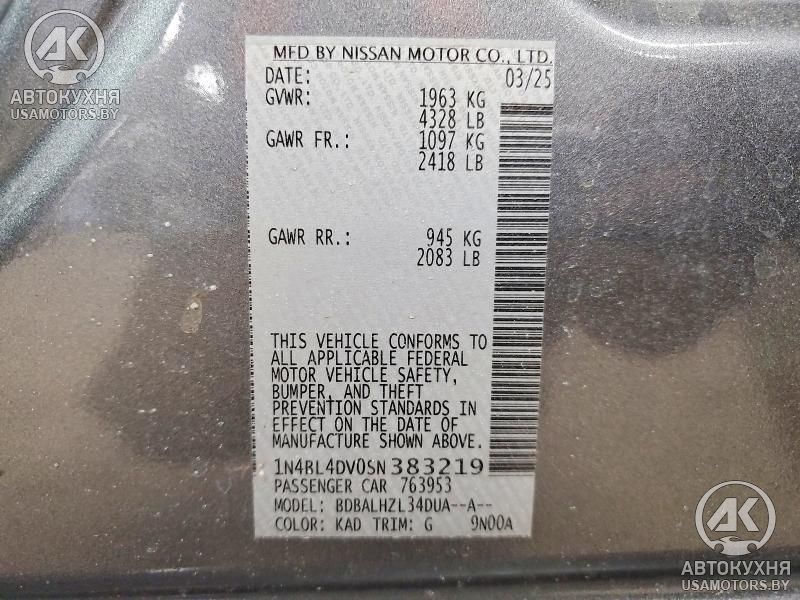 АК
АВТОКУХНЯ
USAMOTORS.BY
MFD BY NISSAN MOTOR CO., LTD.
DATE: 03/25
GVWR: 1963 KG
4328 LB
GAWR FR.: 1097 KG
2418 LB
GAWR RR.: 945 KG
2083 LB
THIS VEHICLE CONFORMS TO
ALL APPLICABLE FEDERAL
MOTOR VEHICLE SAFETY,
BUMPER, AND THEFT
PREVENTION STANDARDS IN
EFFECT ON THE DATE OF
MANUFACTURE SHOWN ABOVE.
1N4BL4DV0SN383219
PASSENGER CAR 763953
MODEL: BDBALHZL34DUA--A--
COLOR: KAD TRIM: G 9N00A
АК
АВТОКУХНЯ
USAMOTORS.BY